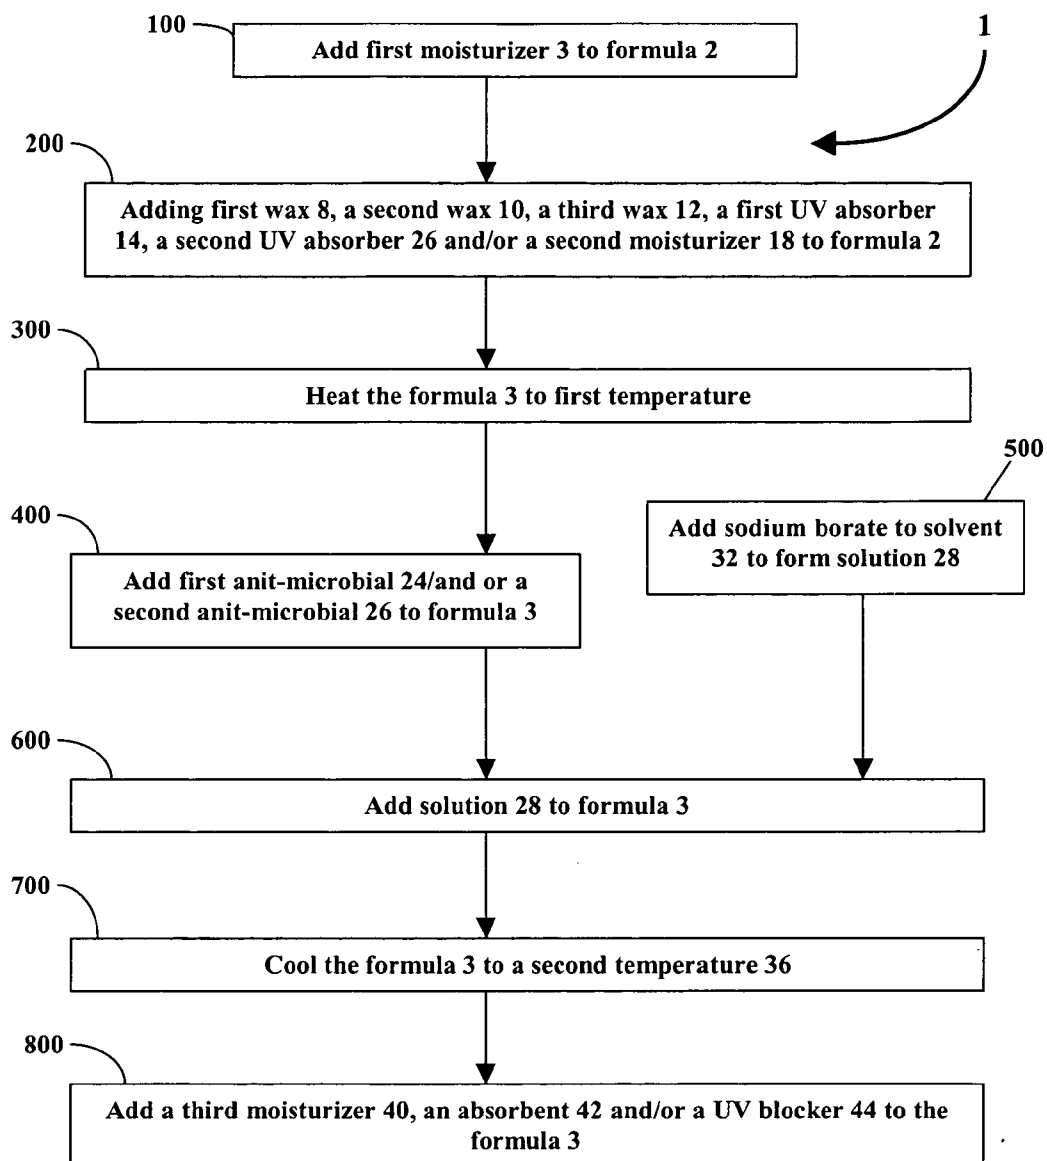 100
1
Add first moisturizer 3 to formula 2
200
Adding first wax 8, a second wax 10, a third wax 12, a first UV absorber
14, a second UV absorber 26 and/or a second moisturizer 18 to formula 2
300
Heat the formula 3 to first temperature
500
400
Add sodium borate to solvent
32 to form solution 28
Add first anit-microbial 24/and or a
second anit-microbial 26 to formula 3
600
Add solution 28 to formula 3
700
Cool the formula 3 to a second temperature 36
800
Add a third moisturizer 40, an absorbent 42 and/or a UV blocker 44 to the
formula 3